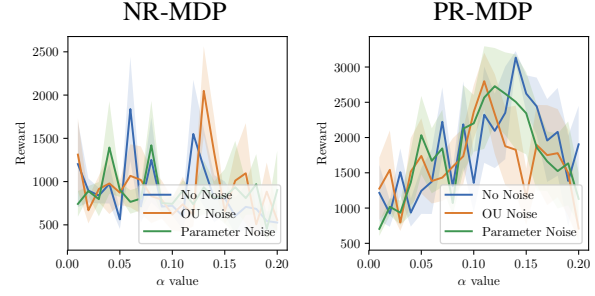 NR-MDP
PR-MDP
2500
2000
1500
1000
500
Reward
0.00
0.05
0.10
0.15
0.20
α value
No Noise
OU Noise
Parameter Noise
3000
2500
2000
1500
1000
500
Reward
0.00
0.05
0.10
0.15
0.20
α value
No Noise
OU Noise
Parameter Noise